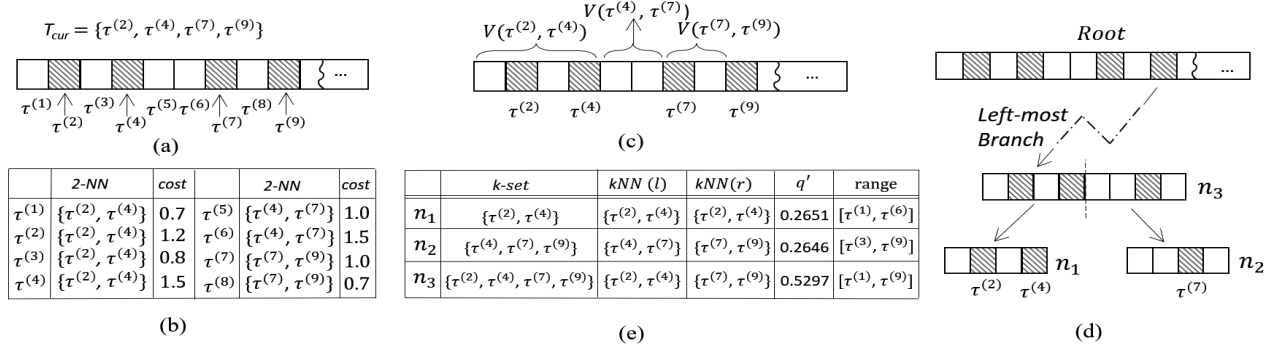 T_cur = {τ^(2), τ^(4), τ^(7), τ^(9)}
...
τ^(1) τ^(3) τ^(5) τ^(6) τ^(8)
τ^(2) τ^(4) τ^(7) τ^(9)
(a)
2-NN cost 2-NN cost
τ^(1) {τ^(2), τ^(4)} 0.7 τ^(5) {τ^(4), τ^(7)} 1.0
τ^(2) {τ^(2), τ^(4)} 1.2 τ^(6) {τ^(4), τ^(7)} 1.5
τ^(3) {τ^(2), τ^(4)} 0.8 τ^(7) {τ^(7), τ^(9)} 1.0
τ^(4) {τ^(2), τ^(4)} 1.5 τ^(8) {τ^(7), τ^(9)} 0.7
(b)
V(τ^(4), τ^(7))
V(τ^(2), τ^(4)) V(τ^(7), τ^(9))
...
τ^(2) τ^(4) τ^(7) τ^(9)
(c)
k-set kNN (l) kNN(r) q' range
n_1 {τ^(2), τ^(4)} {τ^(2), τ^(4)} {τ^(2), τ^(4)} 0.2651 [τ^(1), τ^(6)]
n_2 {τ^(4), τ^(7), τ^(9)} {τ^(4), τ^(7)} {τ^(7), τ^(9)} 0.2646 [τ^(3), τ^(9)]
n_3 {τ^(2), τ^(4), τ^(7), τ^(9)} {τ^(2), τ^(4)} {τ^(7), τ^(9)} 0.5297 [τ^(1), τ^(9)]
(e)
Root
...
Left-most
Branch
n_3
n_1 n_2
τ^(2) τ^(4) τ^(7)
(d)